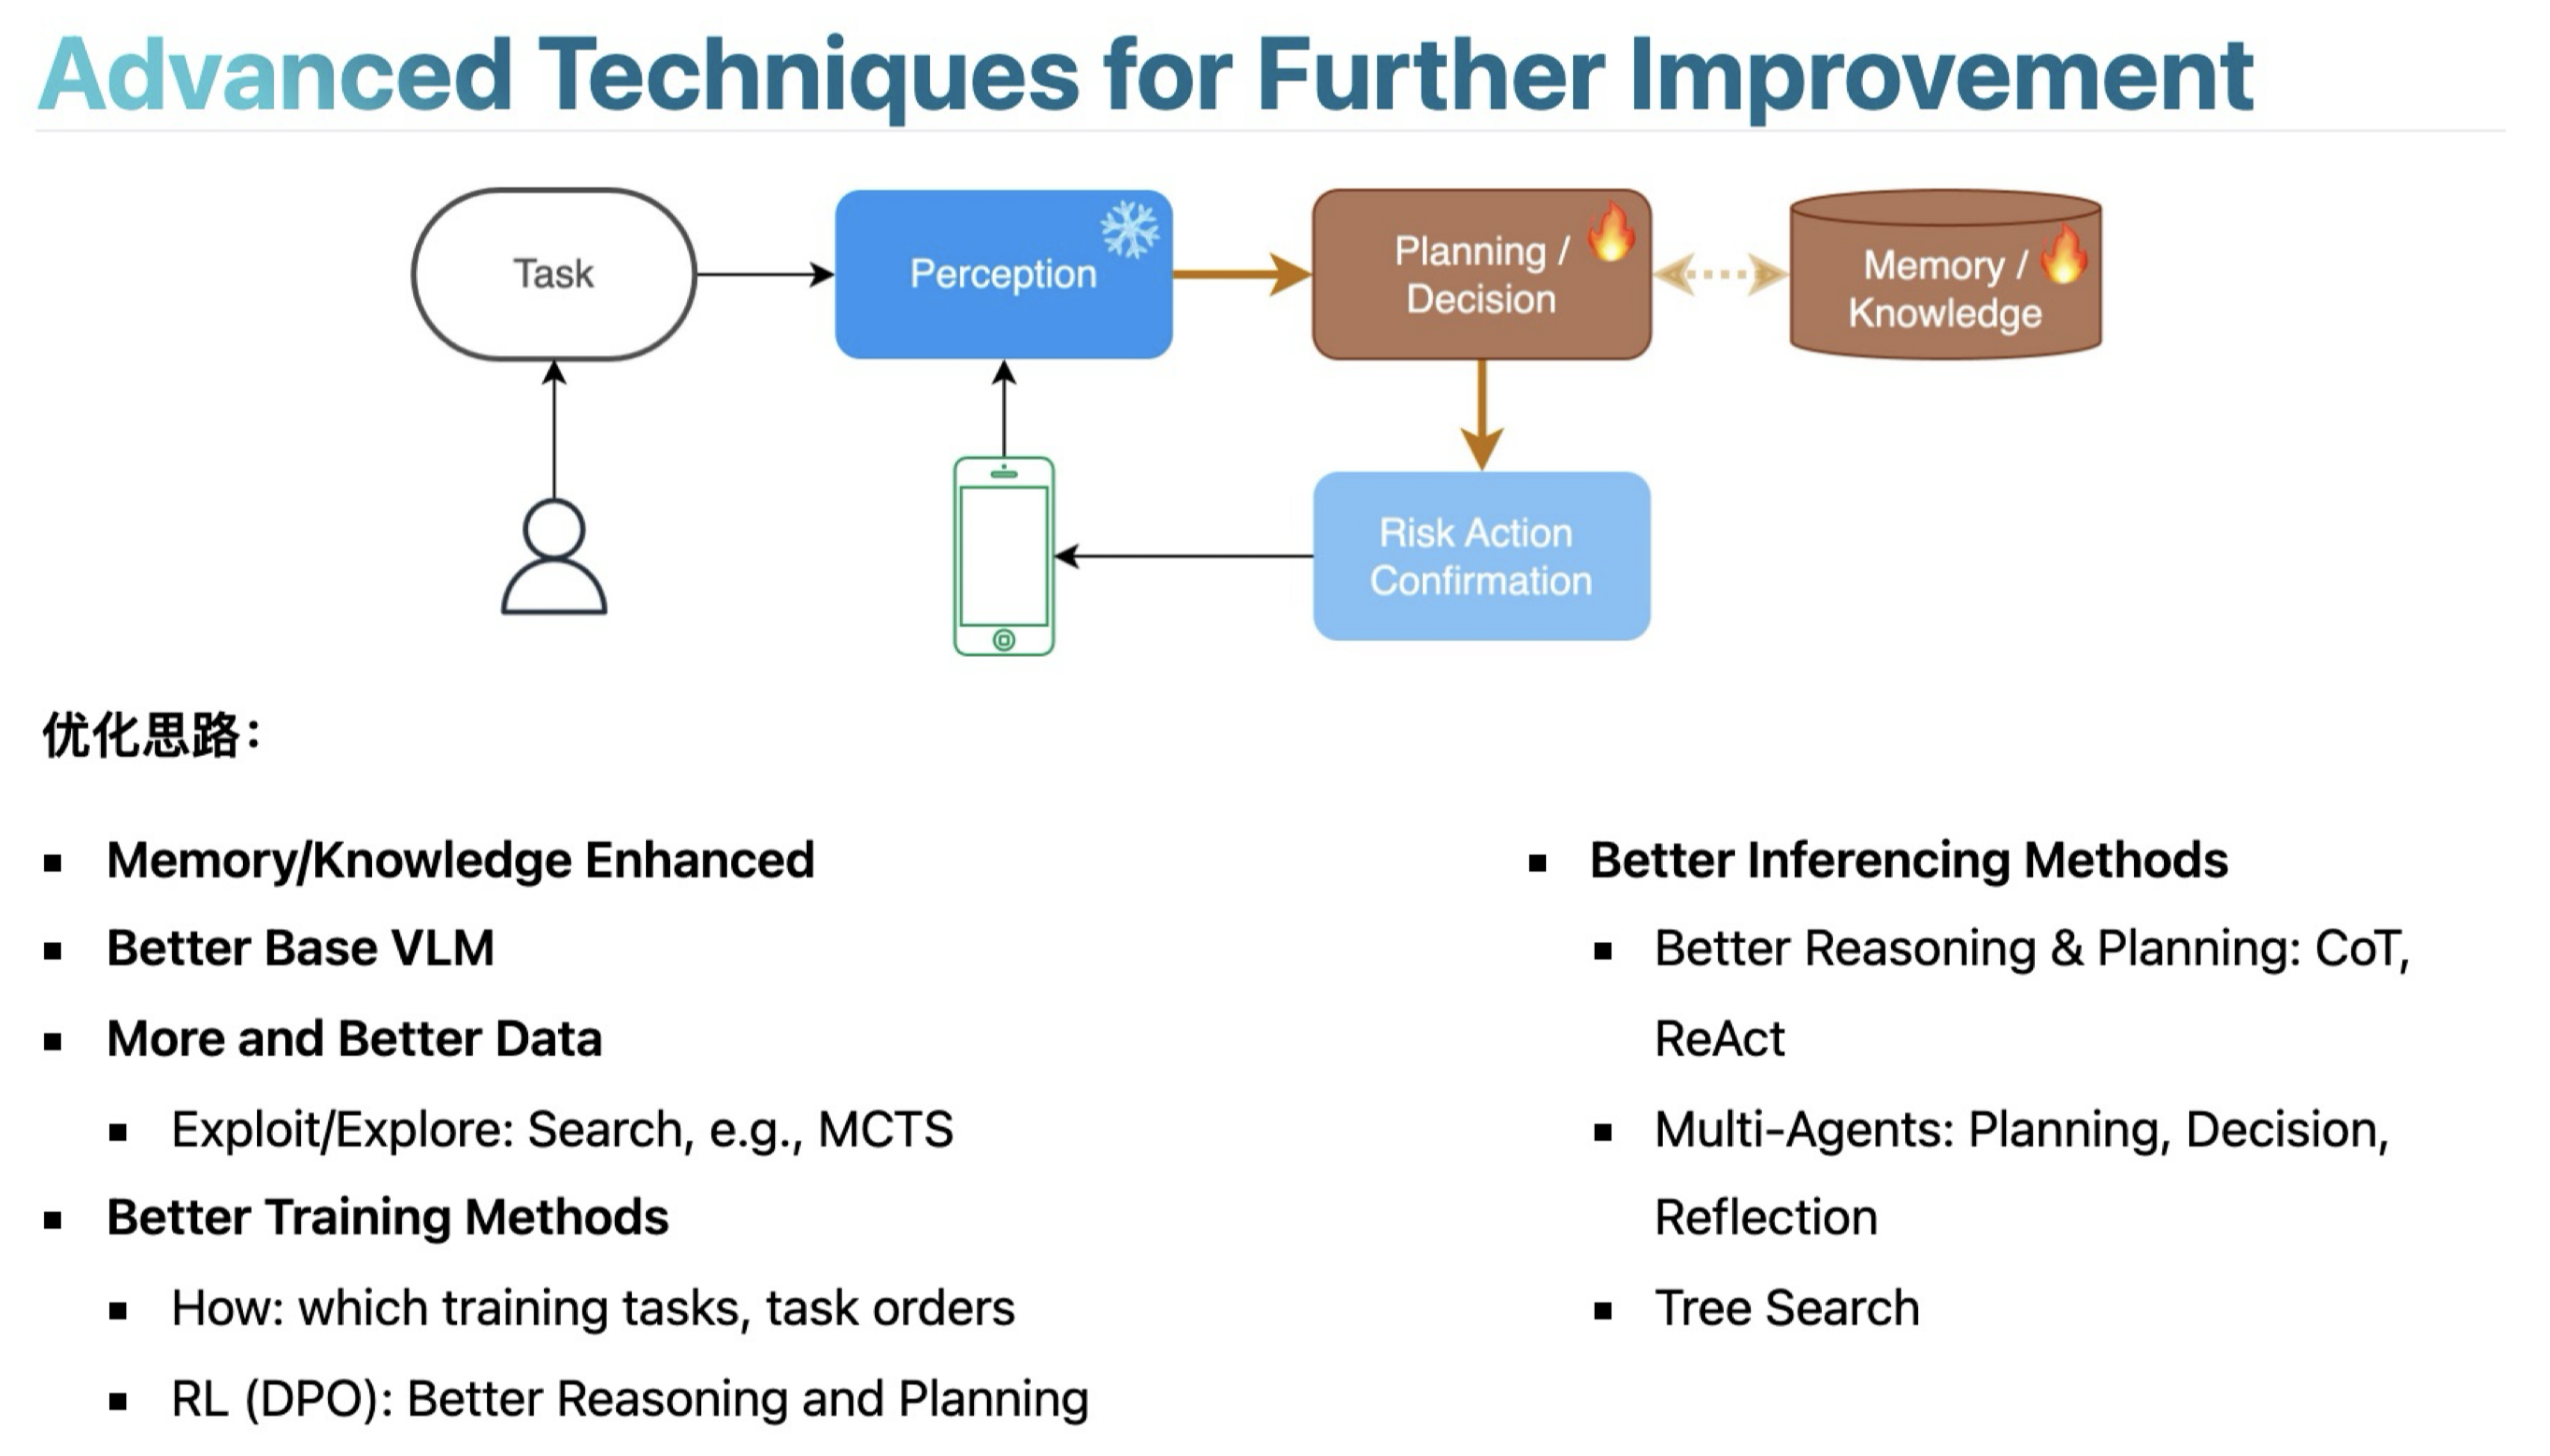 Advanced Techniques for Further Improvement
Task
Perception
Planning /
Decision
Memory /
Knowledge
Risk Action
Confirmation
优化思路：
Memory/Knowledge Enhanced
Better Base VLM
More and Better Data
Exploit/Explore: Search, e.g., MCTS
Better Training Methods
How: which training tasks, task orders
RL (DPO): Better Reasoning and Planning
Better Inferencing Methods
Better Reasoning & Planning: CoT,
ReAct
Multi-Agents: Planning, Decision,
Reflection
Tree Search